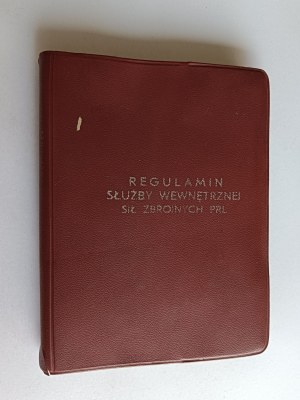 REGULAMIN
SŁUŻBY WEWNĘTRZNEJ
SIŁ ZBROJNYCH PRL